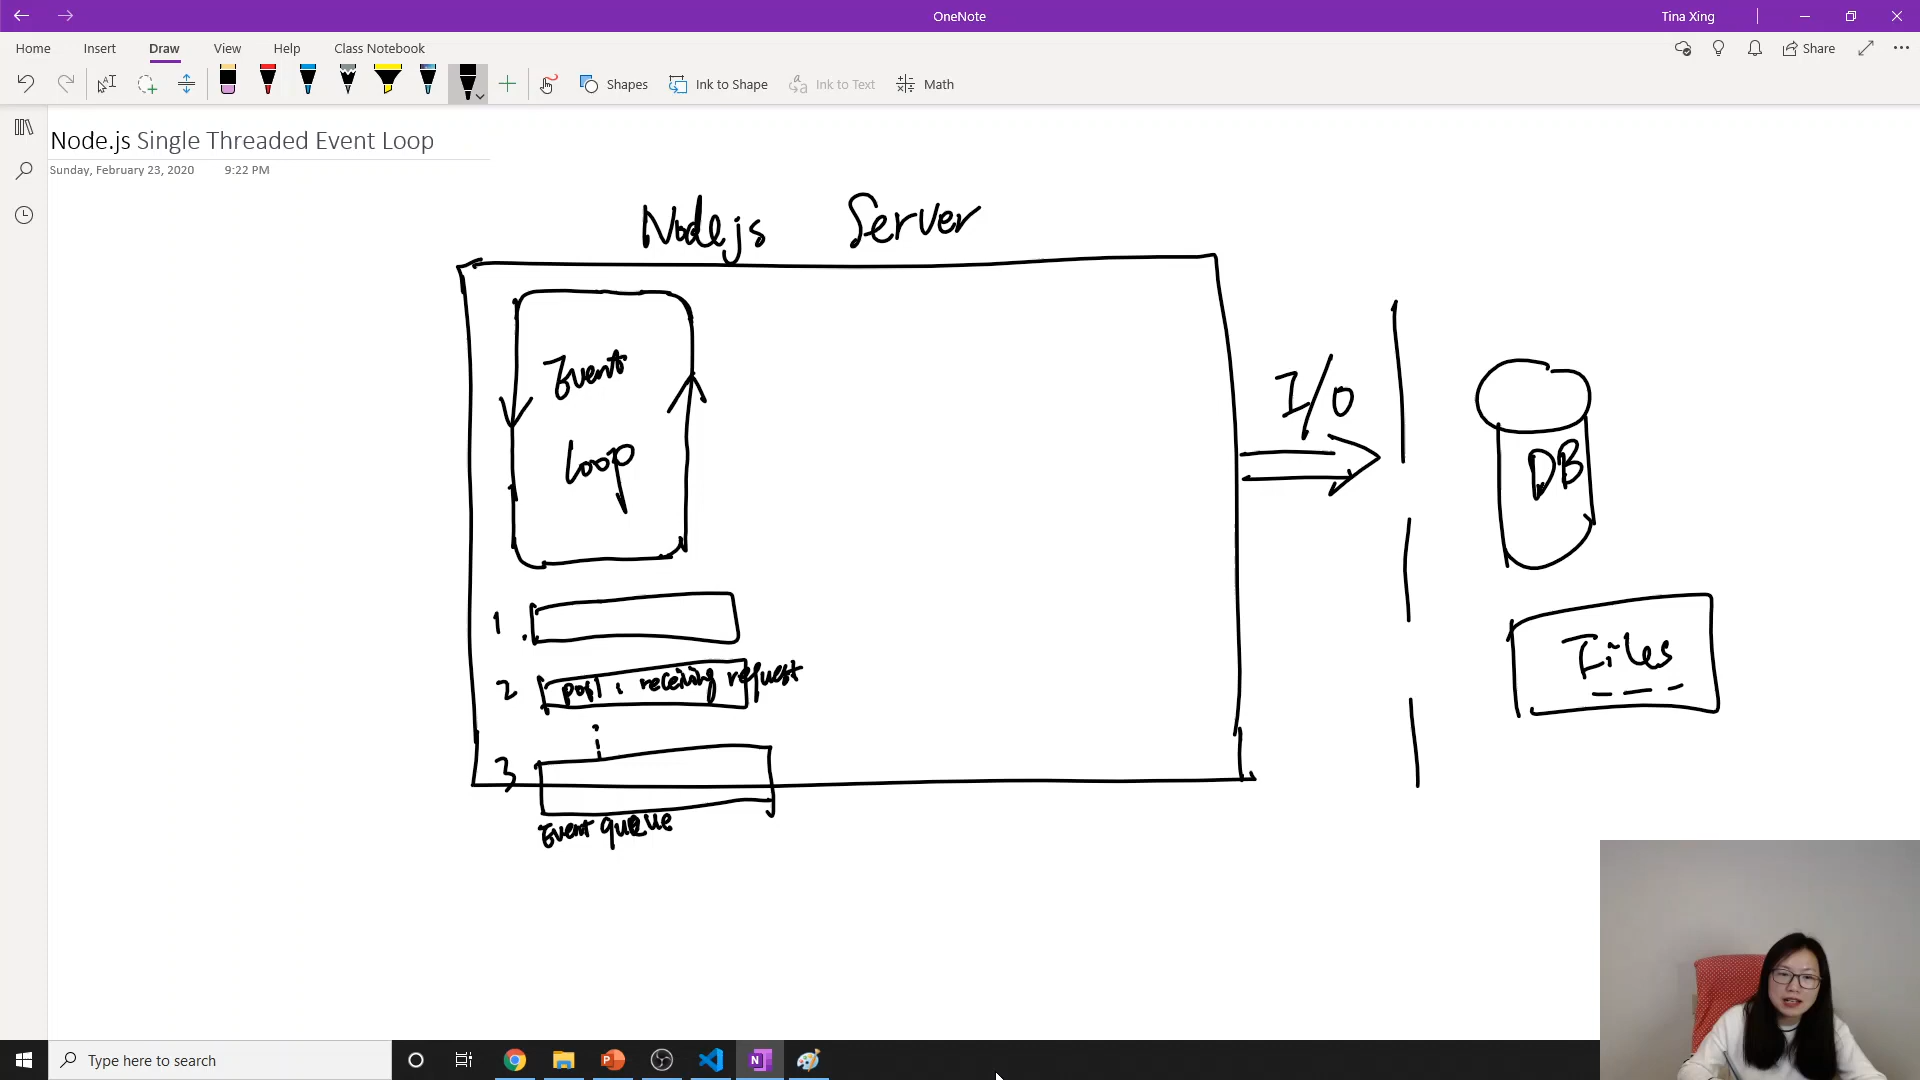 OneNote
Tina Xing
Home Insert Draw View Help Class Notebook
Share
Shapes Ink to Shape Ink to Text Math
Node.js Single Threaded Event Loop
Sunday, February 23, 2020 9:22 PM
Nodejs Server
Event
Loop
I/O
DB
Files
1.
2 receiving request
3
Event queue
Type here to search